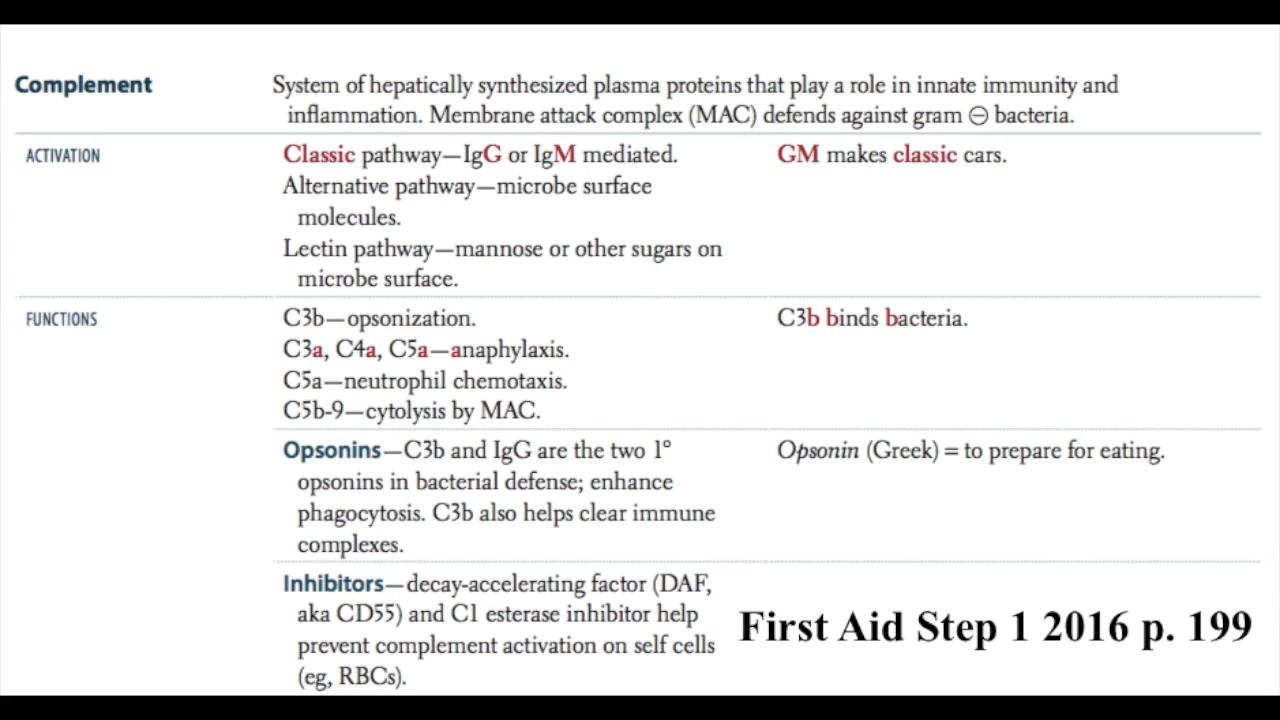 Complement
System of hepatically synthesized plasma proteins that play a role in innate immunity and
inflammation. Membrane attack complex (MAC) defends against gram ⊖ bacteria.
ACTIVATION
Classic pathway—IgG or IgM mediated.
Alternative pathway—microbe surface
molecules.
Lectin pathway—mannose or other sugars on
microbe surface.
GM makes classic cars.
FUNCTIONS
C3b—opsonization.
C3a, C4a, C5a—anaphylaxis.
C5a—neutrophil chemotaxis.
C5b-9—cytolysis by MAC.
C3b binds bacteria.
Opsonins—C3b and IgG are the two 1°
opsonins in bacterial defense; enhance
phagocytosis. C3b also helps clear immune
complexes.
Opsonin (Greek) = to prepare for eating.
Inhibitors—decay-accelerating factor (DAF,
aka CD55) and C1 esterase inhibitor help
prevent complement activation on self cells
(eg, RBCs).
First Aid Step 1 2016 p. 199